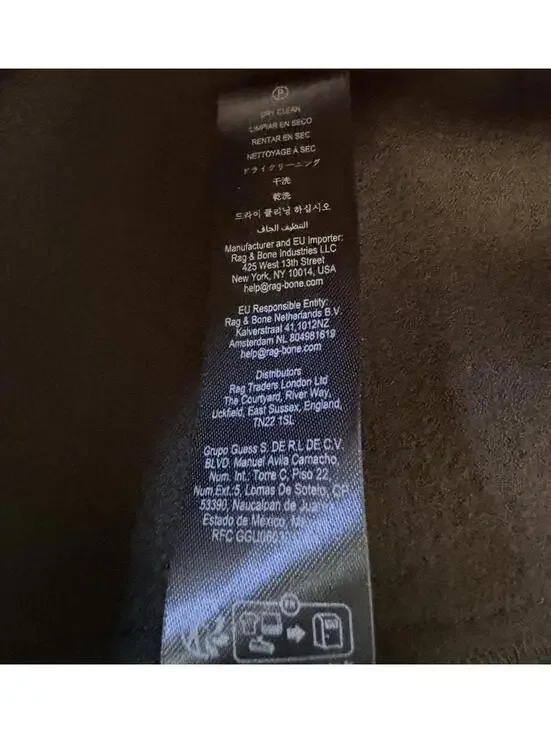 P
DRY CLEAN
LIMPIAR EN SECO
RENTAR EN SEC
NETTOYAGE À SEC
ドライクリーニング
干洗
乾洗
드라이 클리닝 하십시오
التنظيف الجاف
Manufacturer and EU Importer:
Rag & Bone Industries LLC
425 West 13th Street
New York, NY 10014, USA
help@rag-bone.com
EU Responsible Entity:
Rag & Bone Netherlands B.V.
Kalverstraat 41,1012NZ
Amsterdam NL 804981619
help@rag-bone.com
Distributors
Rag Traders London Ltd
The Courtyard, River Way,
Uckfield, East Sussex, England,
TN22 1SL
Grupo Guess S. DE R.L DE C.V.
BLVD. Manuel Avila Camacho,
Num. Int.: Torre C, Piso 22,
Num.Ext.:5, Lomas De Sotelo, CP
53390, Naucalpan de
Estado de México,
RFC
FR